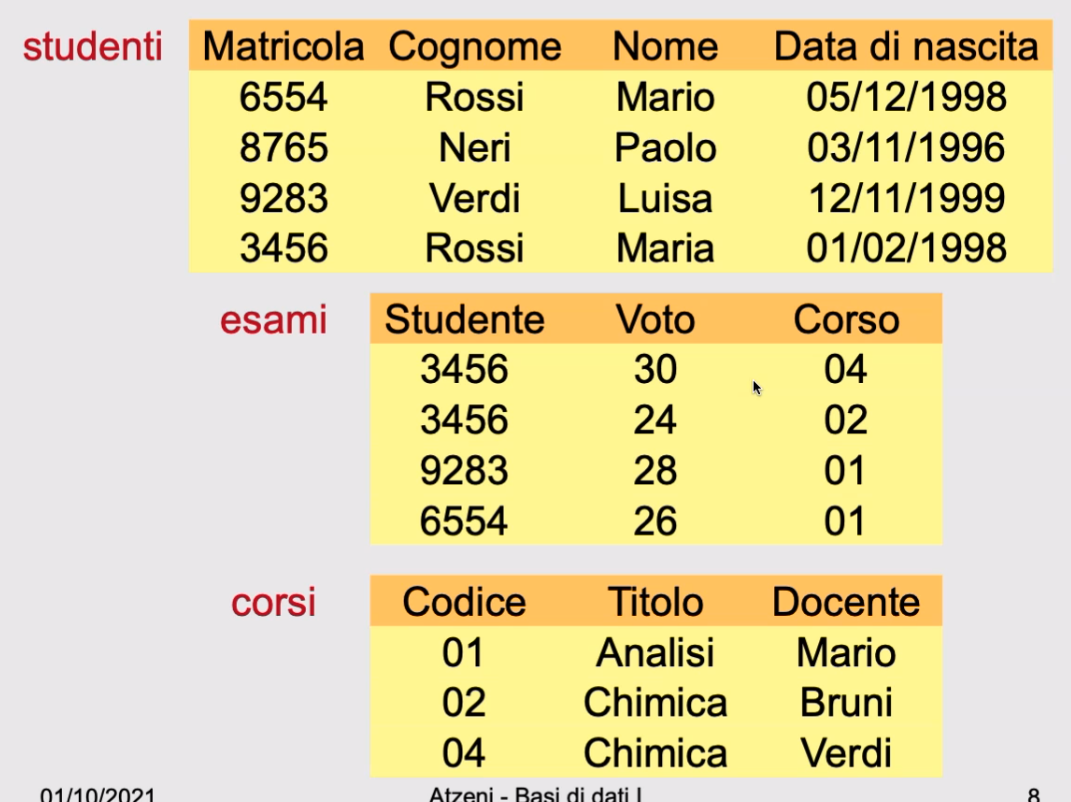 studenti Matricola Cognome Nome Data di nascita
6554 Rossi Mario 05/12/1998
8765 Neri Paolo 03/11/1996
9283 Verdi Luisa 12/11/1999
3456 Rossi Maria 01/02/1998
esami Studente Voto Corso
3456 30 04
3456 24 02
9283 28 01
6554 26 01
corsi Codice Titolo Docente
01 Analisi Mario
02 Chimica Bruni
04 Chimica Verdi
01/10/2021 Atzeni - Basi di dati I 8